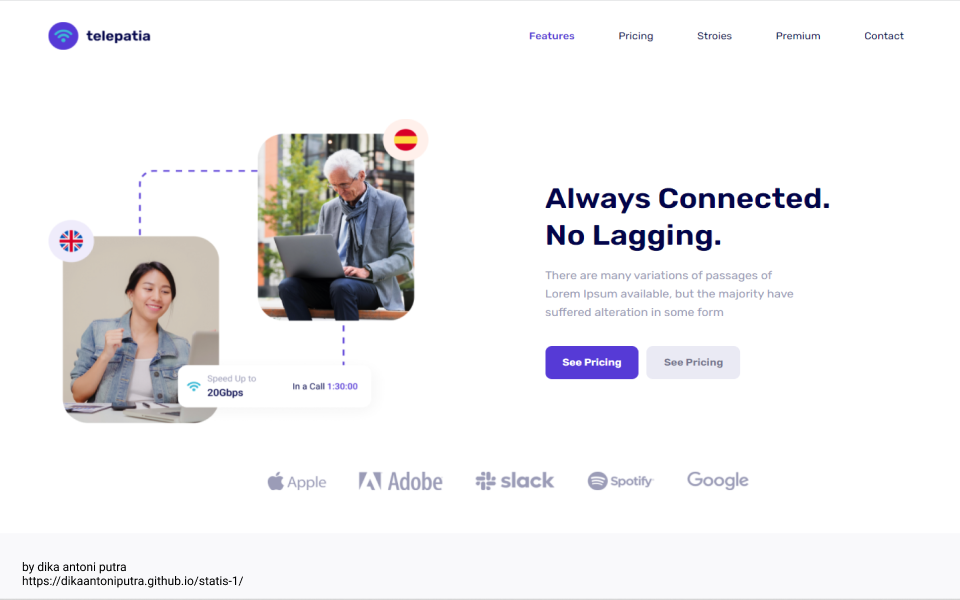 telepatia
Features
Pricing
Stroies
Premium
Contact
Always Connected.
No Lagging.
There are many variations of passages of
Lorem Ipsum available, but the majority have
suffered alteration in some form
See Pricing
See Pricing
Speed Up to
20Gbps
In a Call 1:30:00
Apple
Adobe
slack
Spotify
Google
by dika antoni putra
https://dikaantoniputra.github.io/statis-1/